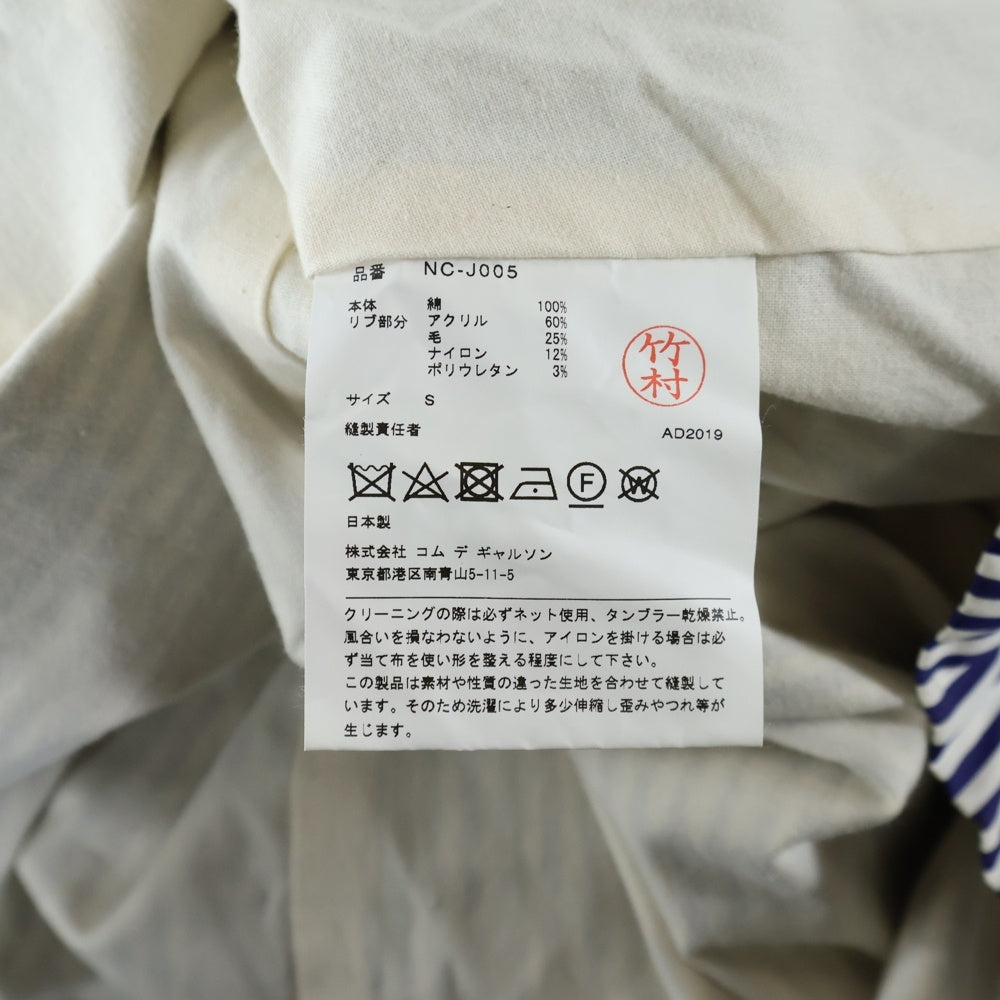 品番 NC-J005
本体 綿 100%
リブ部分 アクリル 60%
毛 25%
ナイロン 12%
ポリウレタン 3%
竹村
サイズ S
縫製責任者 AD2019
F W
日本製
株式会社 コム デ ギャルソン
東京都港区南青山5-11-5
クリーニングの際は必ずネット使用、タンブラー乾燥禁止。
風合いを損なわないように、アイロンを掛ける場合は必
ず当て布を使い形を整える程度にして下さい。
この製品は素材や性質の違った生地を合わせて縫製して
います。そのため洗濯により多少伸縮し歪みやつれ等が
生じます。